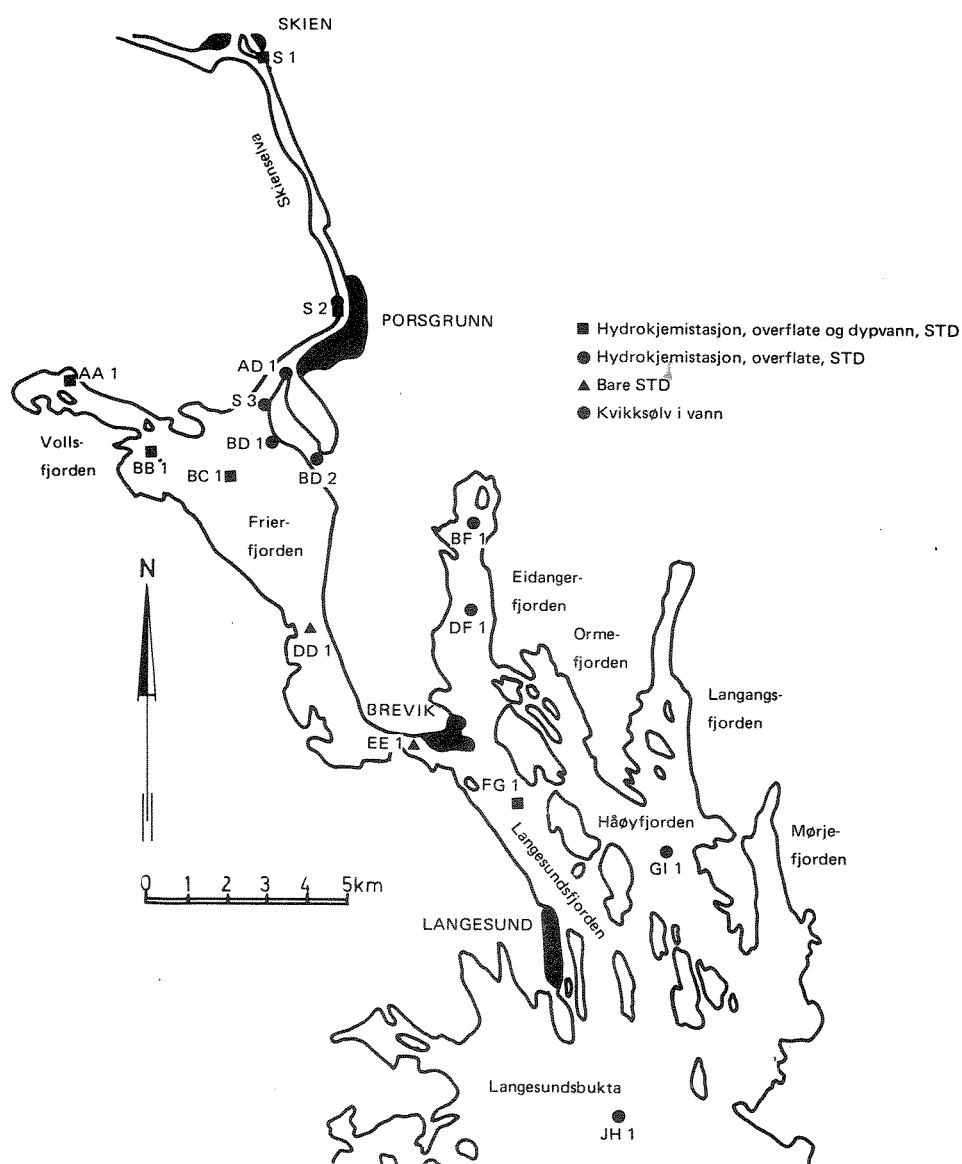 SKIEN
S 1
Skienselva
S 2
PORSGRUNN
■ Hydrokjemistasjon, overflate og dypvann, STD
● Hydrokjemistasjon, overflate, STD
▲ Bare STD
● Kvikksølv i vann
AD 1
AA 1
S 3
Volls-
fjorden
BD 1
BB 1
BC 1
BD 2
Frier-
fjorden
BF 1
N
Eidanger-
fjorden
DF 1
Orme-
fjorden
DD 1
Langangs-
fjorden
BREVIK
EE 1
FG 1
Håøyfjorden
Mørje-
fjorden
GI 1
Langesundsfjorden
0 1 2 3 5km
LANGESUND
Langesundsbukta
JH 1